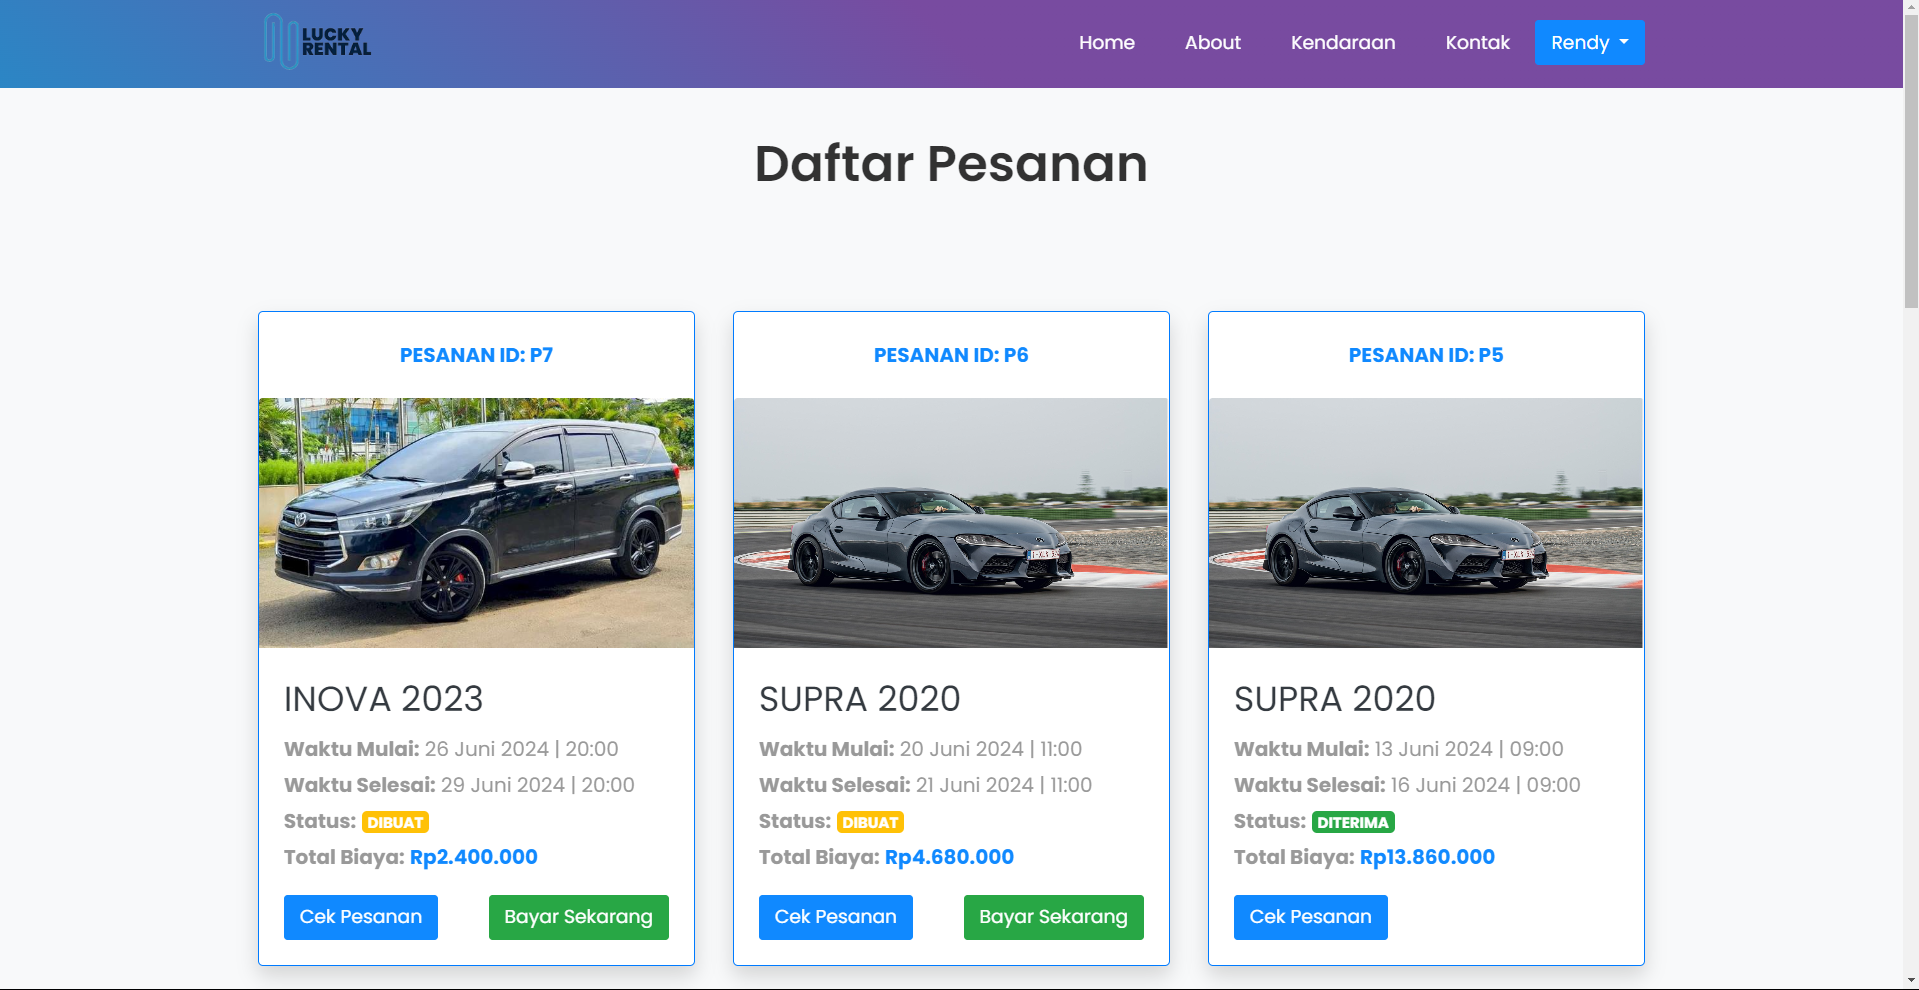 LUCKY
RENTAL
Home
About
Kendaraan
Kontak
Rendy
Daftar Pesanan
PESANAN ID: P7
INOVA 2023
Waktu Mulai: 26 Juni 2024 | 20:00
Waktu Selesai: 29 Juni 2024 | 20:00
Status: DIBUAT
Total Biaya: Rp2.400.000
Cek Pesanan
Bayar Sekarang
PESANAN ID: P6
SUPRA 2020
Waktu Mulai: 20 Juni 2024 | 11:00
Waktu Selesai: 21 Juni 2024 | 11:00
Status: DIBUAT
Total Biaya: Rp4.680.000
Cek Pesanan
Bayar Sekarang
PESANAN ID: P5
SUPRA 2020
Waktu Mulai: 13 Juni 2024 | 09:00
Waktu Selesai: 16 Juni 2024 | 09:00
Status: DITERIMA
Total Biaya: Rp13.860.000
Cek Pesanan